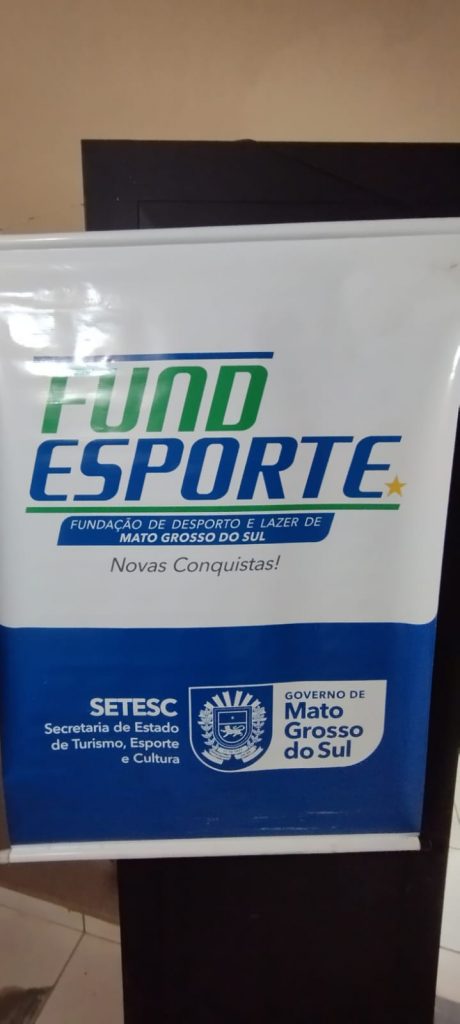 FUND
ESPORTE
FUNDAÇÃO DE DESPORTO E LAZER DE
MATO GROSSO DO SUL
Novas Conquistas!
SETESC
Secretaria de Estado
de Turismo, Esporte
e Cultura
GOVERNO DE
Mato
Grosso
do Sul